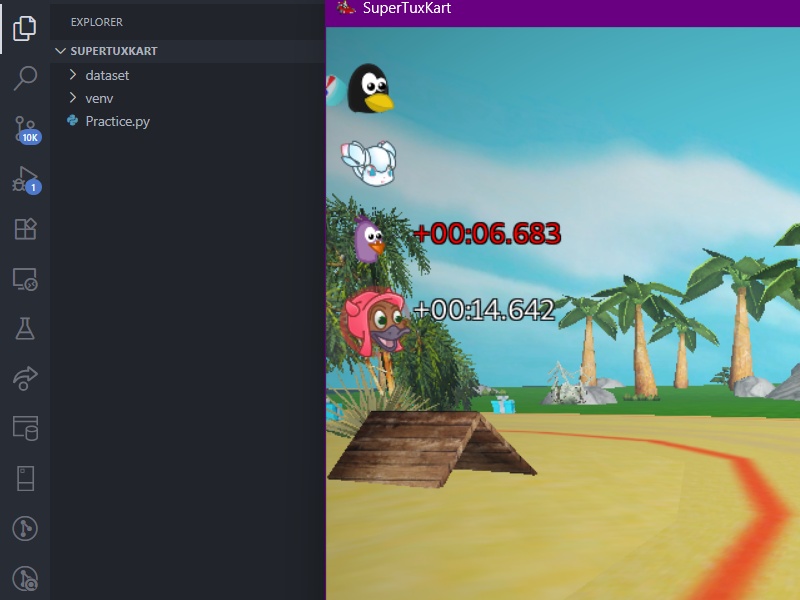 EXPLORER
SUPERTUXKART
dataset
venv
Practice.py
10K
1
SuperTuxKart
+00:06.683
+00:14.642